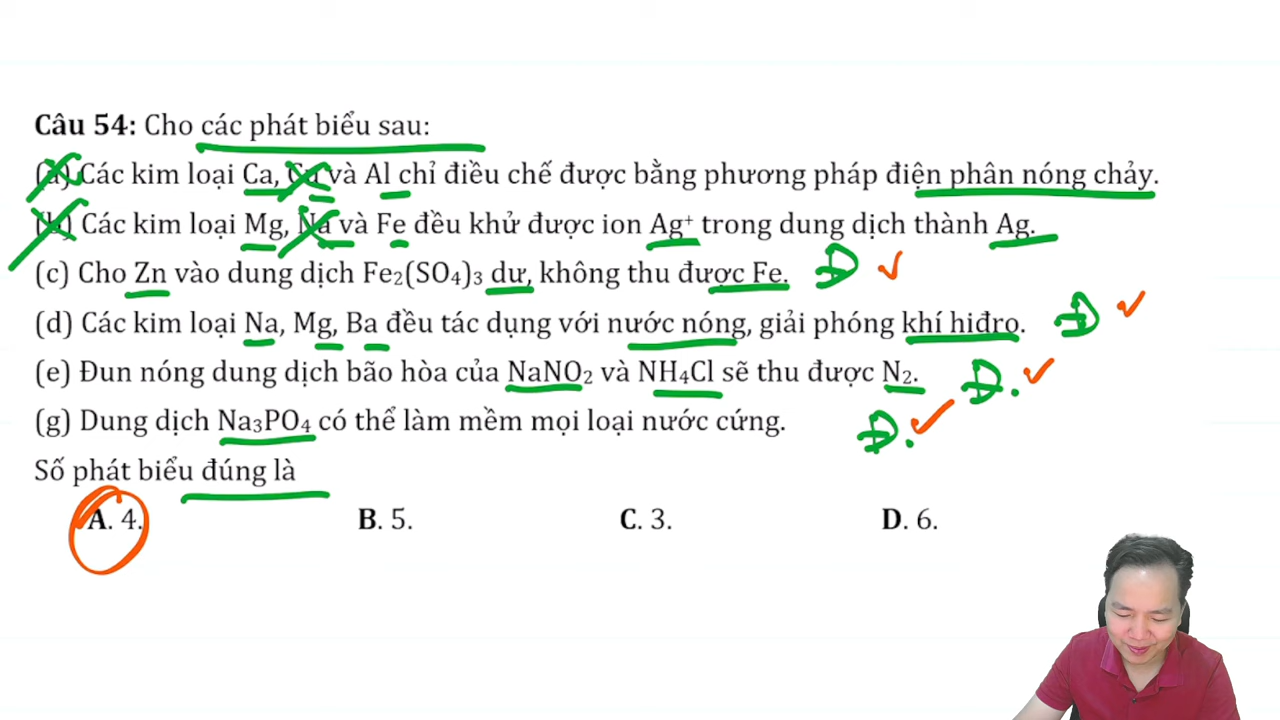 Câu 54: Cho các phát biểu sau:
(a) Các kim loại Ca, Cu và Al chỉ điều chế được bằng phương pháp điện phân nóng chảy.
(b) Các kim loại Mg, Na và Fe đều khử được ion Ag⁺ trong dung dịch thành Ag.
(c) Cho Zn vào dung dịch Fe₂(SO₄)₃ dư, không thu được Fe. Đ ✓
(d) Các kim loại Na, Mg, Ba đều tác dụng với nước nóng, giải phóng khí hiđro. Đ ✓
(e) Đun nóng dung dịch bão hòa của NaNO₂ và NH₄Cl sẽ thu được N₂. Đ. ✓
(g) Dung dịch Na₃PO₄ có thể làm mềm mọi loại nước cứng. Đ. ✓
Số phát biểu đúng là
A. 4. B. 5. C. 3. D. 6.